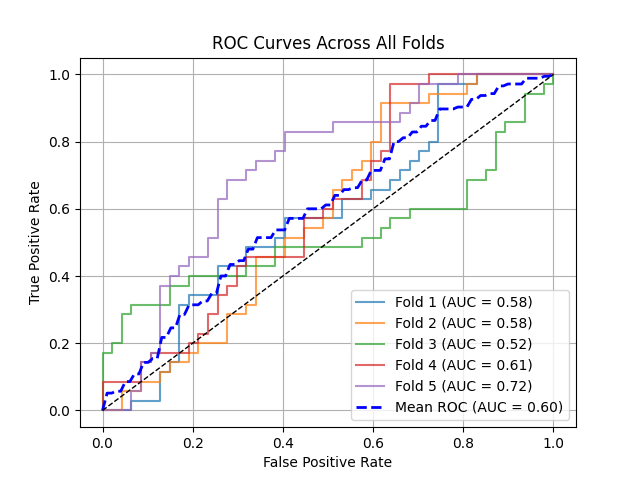 ROC Curves Across All Folds
True Positive Rate
1.0
0.8
0.6
0.4
0.2
0.0
Fold 1 (AUC = 0.58)
Fold 2 (AUC = 0.58)
Fold 3 (AUC = 0.52)
Fold 4 (AUC = 0.61)
Fold 5 (AUC = 0.72)
Mean ROC (AUC = 0.60)
0.0 0.2 0.4 0.6 0.8 1.0
False Positive Rate